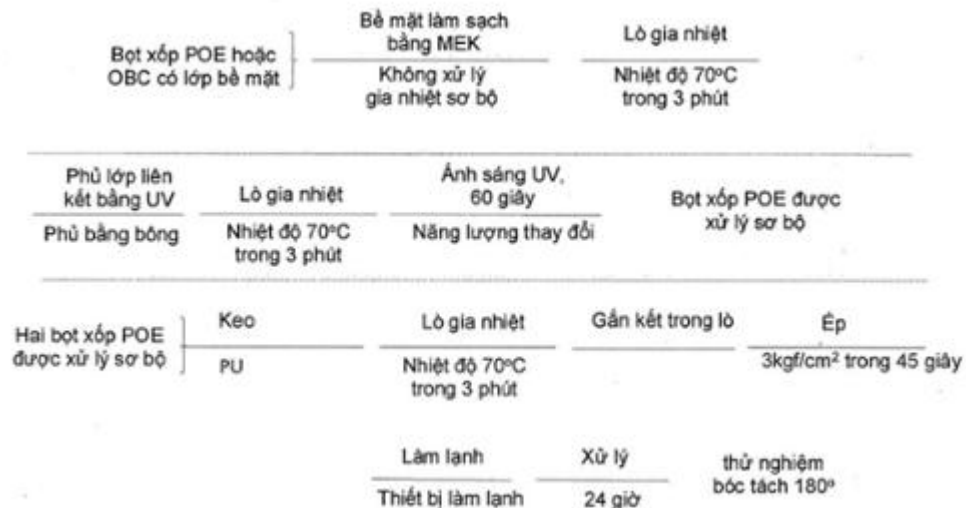 Bọt xốp POE hoặc
OBC có lớp bề mặt
Bề mặt làm sạch
bằng MEK
Không xử lý
gia nhiệt sơ bộ
Lò gia nhiệt
Nhiệt độ 70ºC
trong 3 phút
Phủ lớp liên
kết bằng UV
Phủ bằng bông
Lò gia nhiệt
Nhiệt độ 70ºC
trong 3 phút
Ánh sáng UV,
60 giây
Năng lượng thay đổi
Bọt xốp POE được
xử lý sơ bộ
Hai bọt xốp POE
được xử lý sơ bộ
Keo
PU
Lò gia nhiệt
Nhiệt độ 70ºC
trong 3 phút
Gắn kết trong lò
Ép
3kgf/cm² trong 45 giây
Làm lạnh
Thiết bị làm lạnh
Xử lý
24 giờ
thử nghiệm
bóc tách 180º